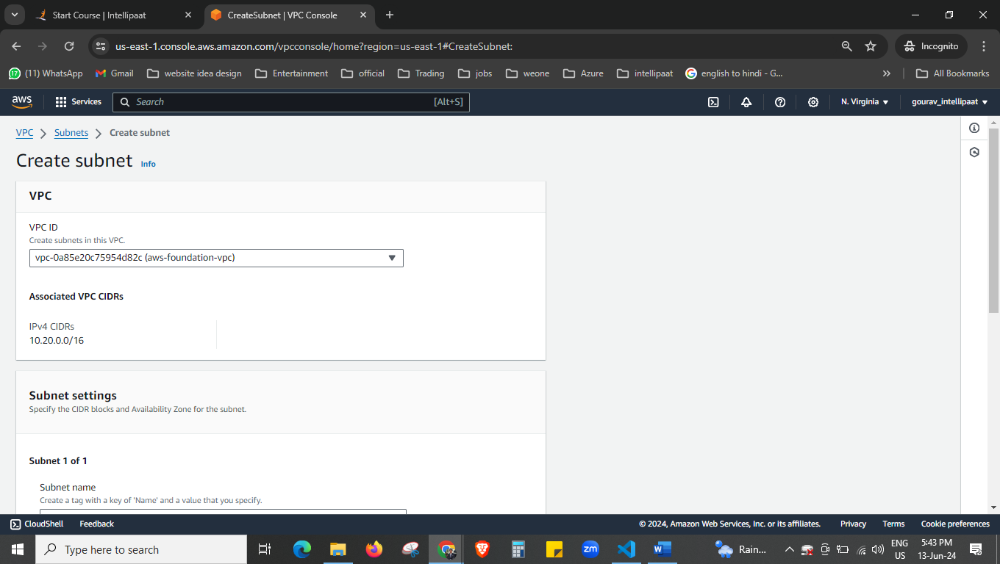 Start Course | Intellipaat
CreateSubnet | VPC Console
us-east-1.console.aws.amazon.com/vpcconsole/home?region=us-east-1#CreateSubnet:
Incognito
17 (11) WhatsApp
Gmail
website idea design
Entertainment
official
Trading
jobs
weone
Azure
intellipaat
english to hindi - G...
All Bookmarks
aws
Services
Search
[Alt+S]
N. Virginia
gourav_intellipaat
VPC
Subnets
Create subnet
Create subnet Info
VPC
VPC ID
Create subnets in this VPC.
vpc-0a85e20c75954d82c (aws-foundation-vpc)
Associated VPC CIDRs
IPv4 CIDRs
10.20.0.0/16
Subnet settings
Specify the CIDR blocks and Availability Zone for the subnet.
Subnet 1 of 1
Subnet name
Create a tag with a key of 'Name' and a value that you specify.
CloudShell
Feedback
© 2024, Amazon Web Services, Inc. or its affiliates.
Privacy
Terms
Cookie preferences
Type here to search
zm
W
Rain...
ENG
US
5:43 PM
13-Jun-24